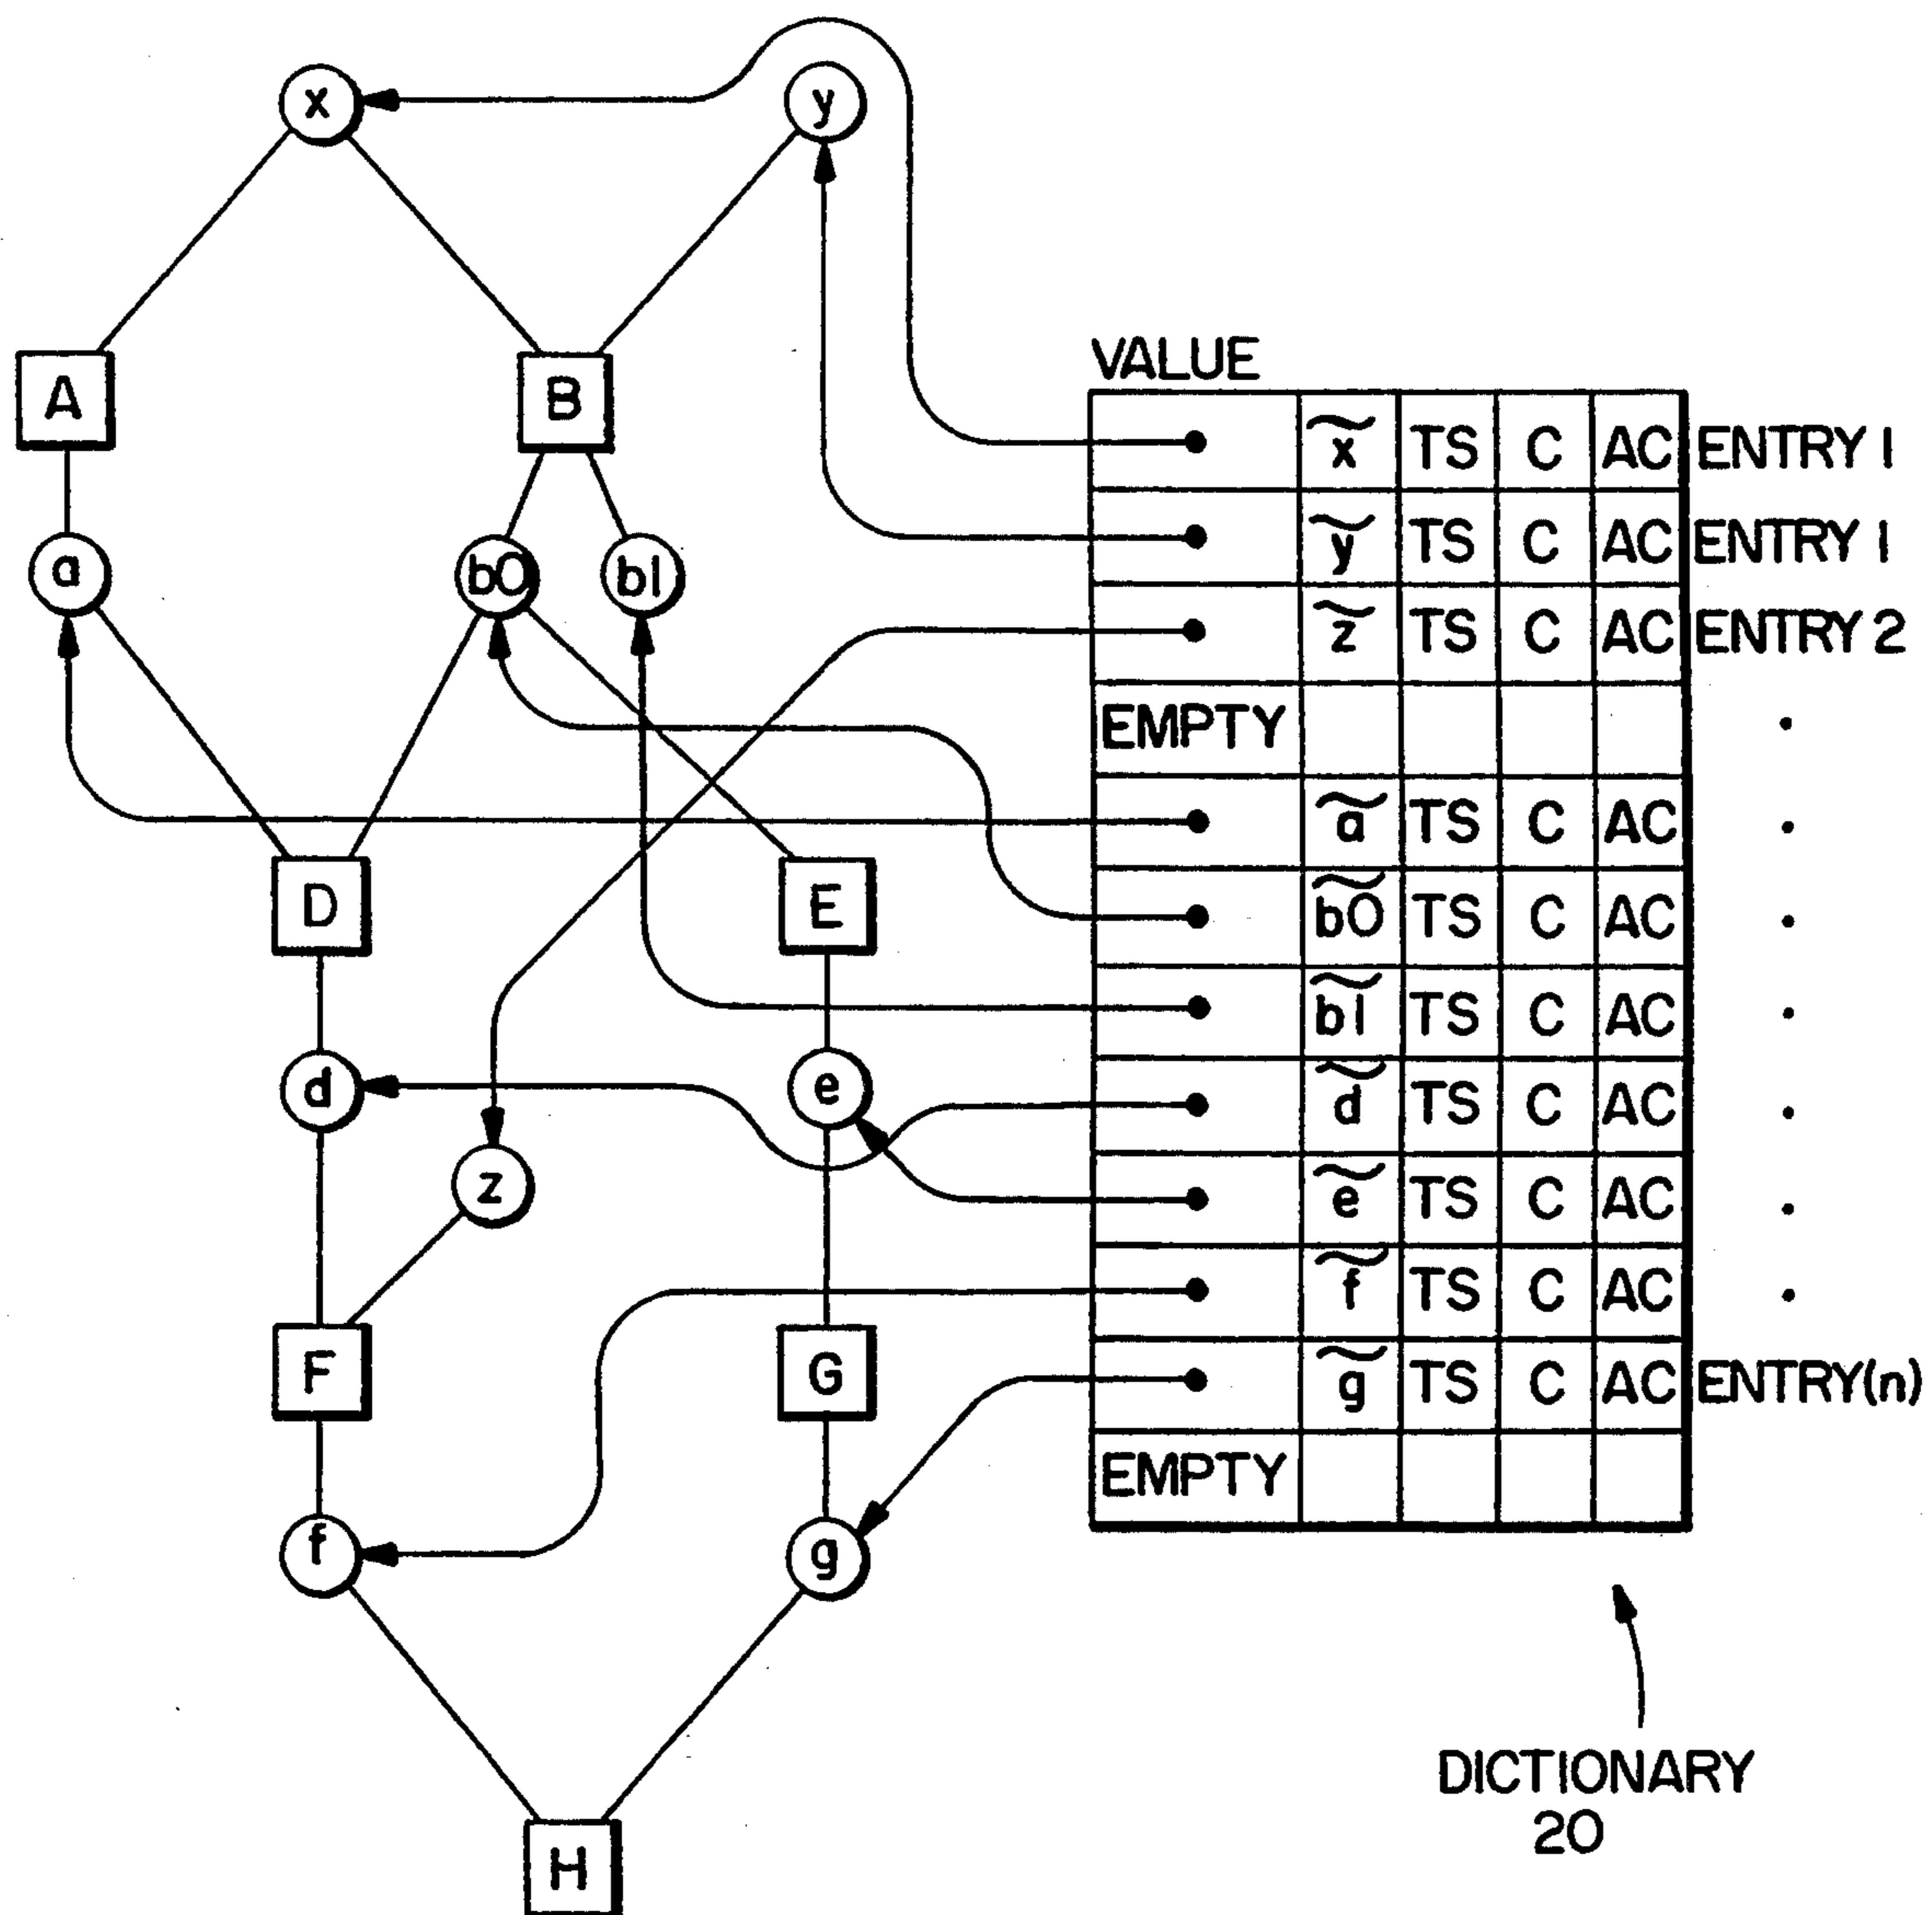 x y
VALUE
A B
x̃ TS C AC ENTRY 1
ỹ TS C AC ENTRY 1
a b0 b1
z̃ TS C AC ENTRY 2
EMPTY
ã TS C AC
D E
b͠0 TS C AC
b͠1 TS C AC
d e
d̃ TS C AC
z
ẽ TS C AC
f̃ TS C AC
F G
g̃ TS C AC ENTRY(n)
EMPTY
f g
DICTIONARY
20
H